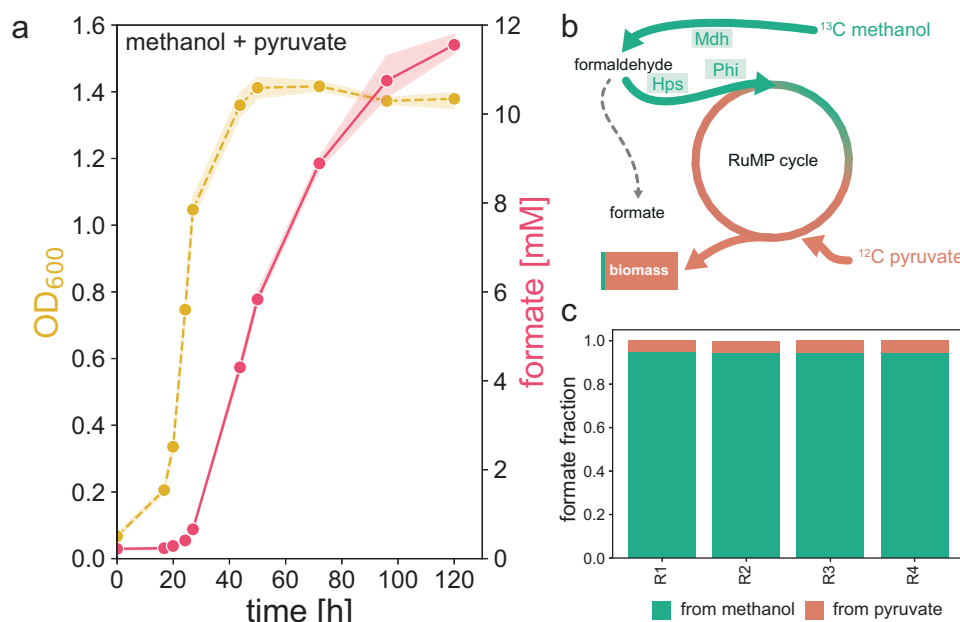 a
methanol + pyruvate
1.6
1.4
1.2
1.0
0.8
0.6
0.4
0.2
0.0
OD₆₀₀
0
20
40
60
80
100
120
time [h]
12
10
8
6
4
2
0
formate [mM]
b
¹³C methanol
Mdh
formaldehyde
Hps
Phi
RuMP cycle
formate
biomass
¹²C pyruvate
c
1.0
0.8
0.6
0.4
0.2
0.0
formate fraction
R1
R2
R3
R4
from methanol
from pyruvate